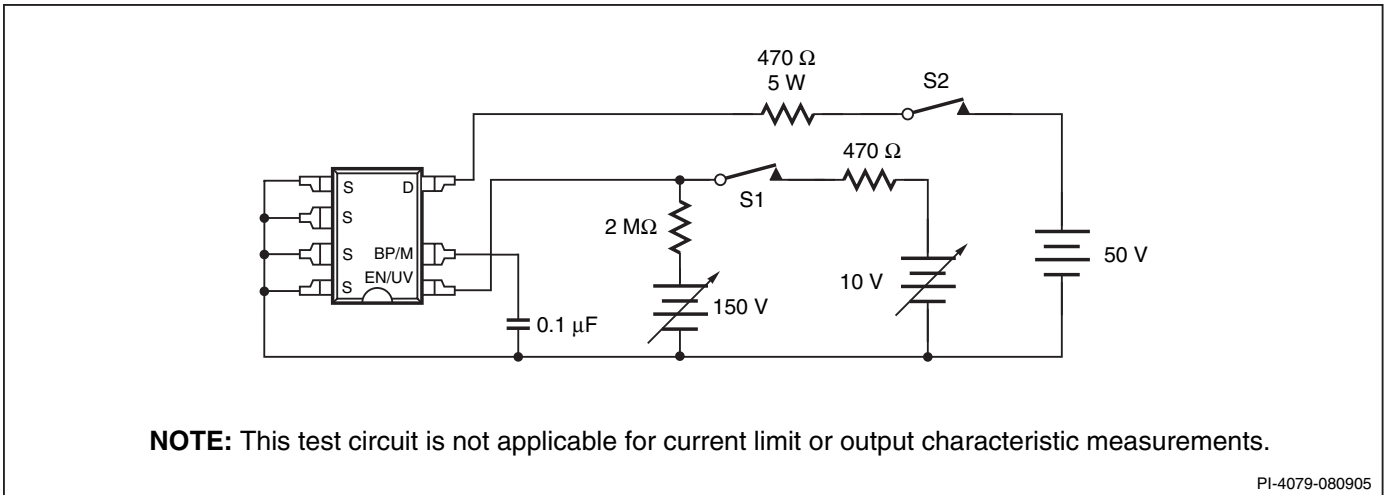 470 Ω
5 W
S2
470 Ω
S1
S D
S
S BP/M
S EN/UV
2 MΩ
150 V
10 V
50 V
0.1 μF
NOTE: This test circuit is not applicable for current limit or output characteristic measurements.
PI-4079-080905